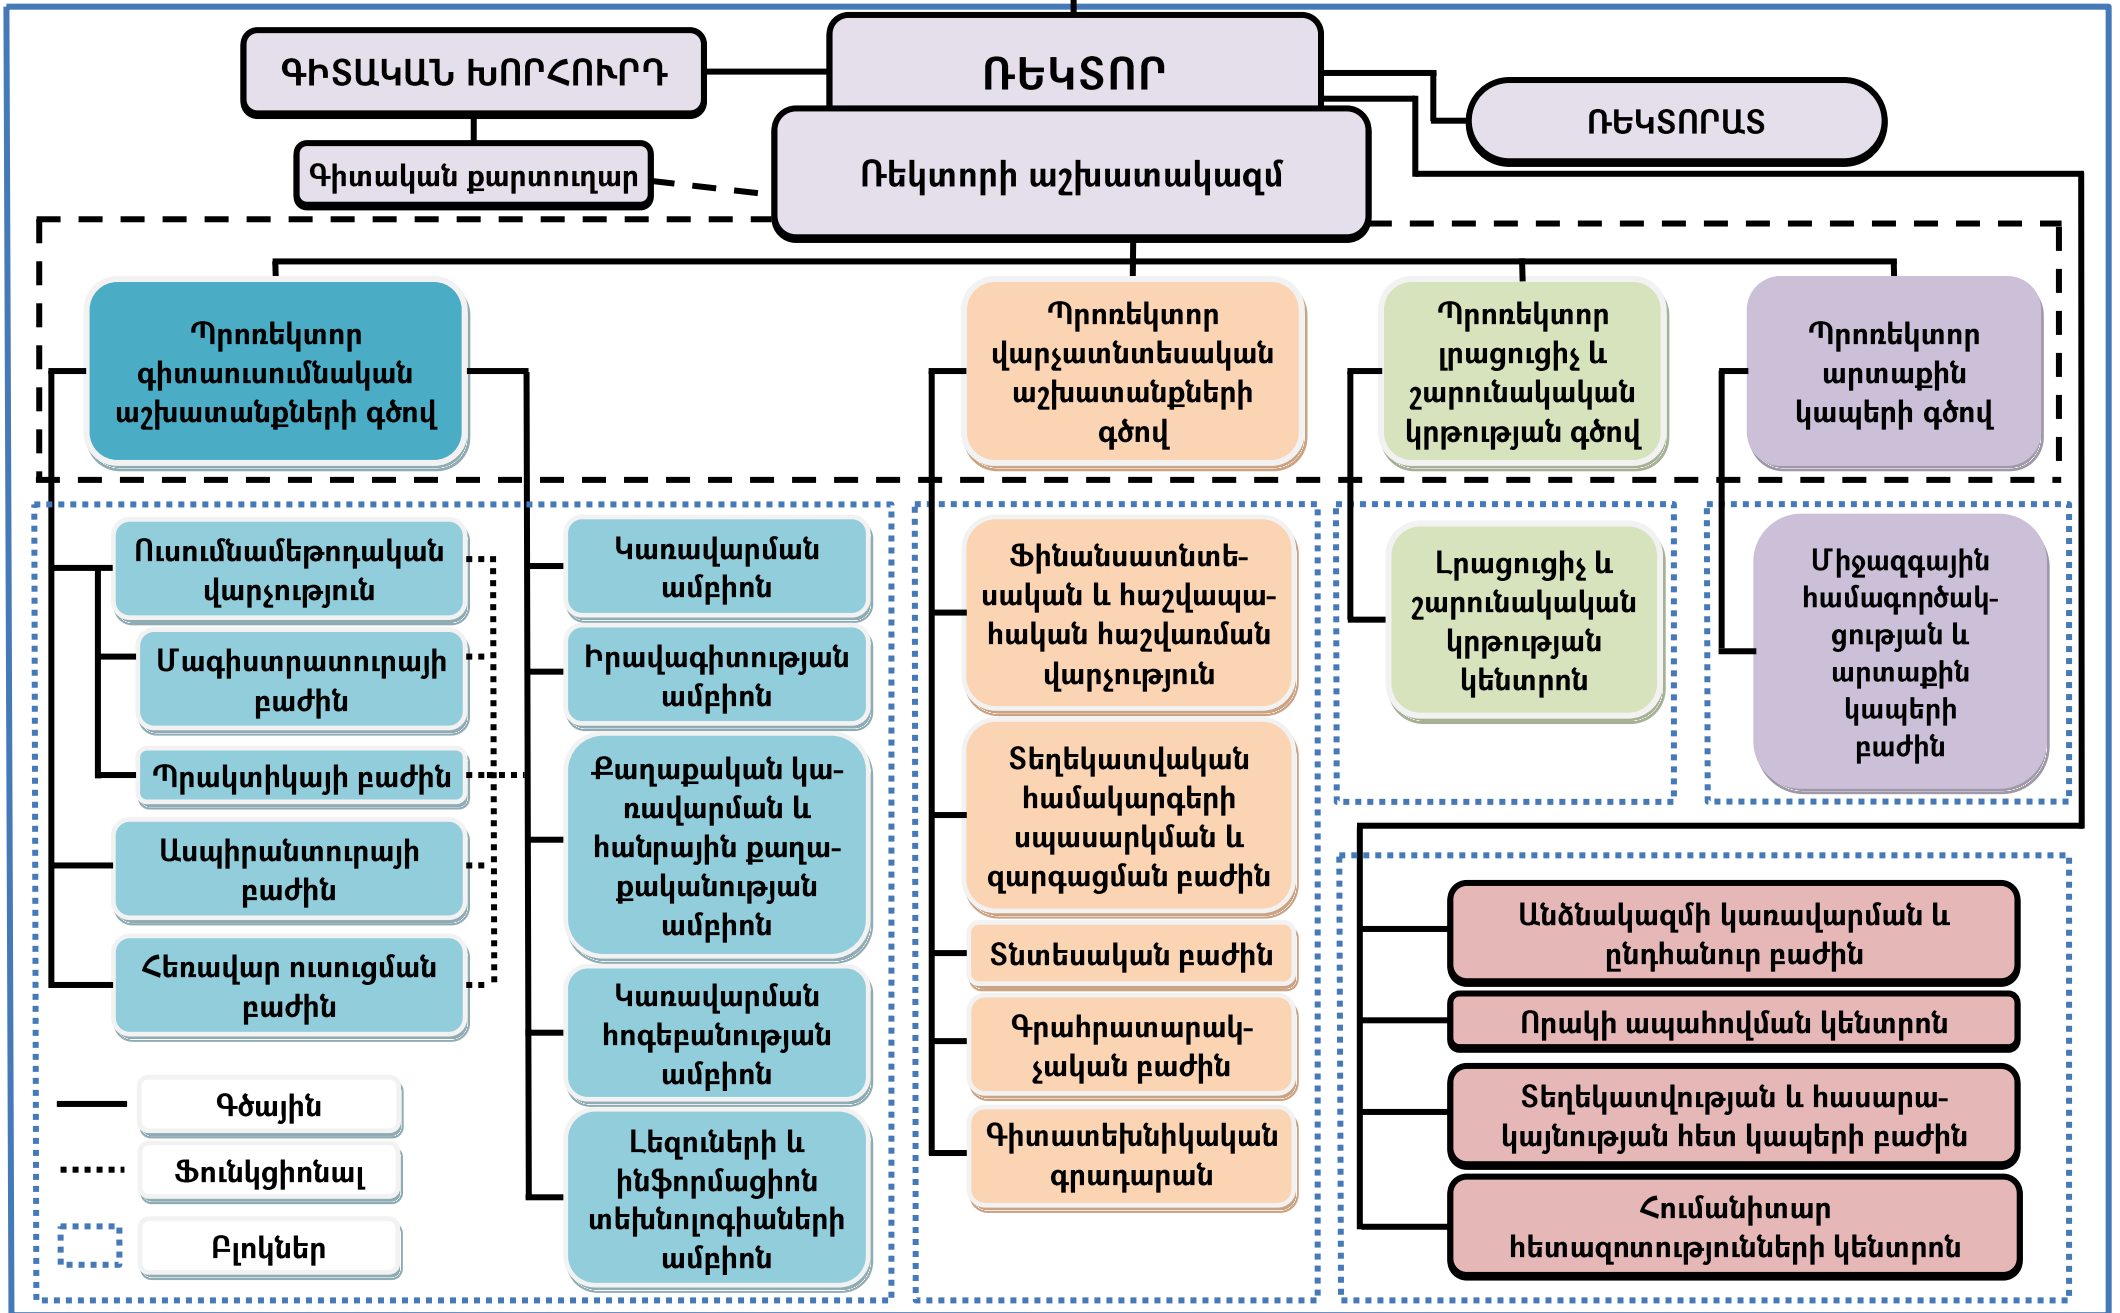 ԳԻՏԱԿԱՆ ԽՈՐՀՈՒՐԴ
ՌԵԿՏՈՐ
ՌԵԿՏՈՐԱՏ
Գիտական քարտուղար
Ռեկտորի աշխատակազմ
Պրոռեկտոր
գիտաուսումնական
աշխատանքների գծով
Պրոռեկտոր
վարչատնտեսական
աշխատանքների
գծով
Պրոռեկտոր
լրացուցիչ և
շարունակական
կրթության գծով
Պրոռեկտոր
արտաքին
կապերի գծով
Ուսումնամեթոդական
վարչություն
Մագիստրատուրայի
բաժին
Պրակտիկայի բաժին
Ասպիրանտուրայի
բաժին
Հեռավար ուսուցման
բաժին
Կառավարման
ամբիոն
Իրավագիտության
ամբիոն
Քաղաքական կա-
ռավարման և
հանրային քաղա-
քականության
ամբիոն
Կառավարման
հոգեբանության
ամբիոն
Լեզուների և
ինֆորմացիոն
տեխնոլոգիաների
ամբիոն
Ֆինանսատնտե-
սական և հաշվապա-
հական հաշվառման
վարչություն
Տեղեկատվական
համակարգերի
սպասարկման և
զարգացման բաժին
Տնտեսական բաժին
Գրահրատարակ-
չական բաժին
Գիտատեխնիկական
գրադարան
Լրացուցիչ և
շարունակական
կրթության
կենտրոն
Միջազգային
համագործակ-
ցության և
արտաքին
կապերի
բաժին
Անձնակազմի կառավարման և
ընդհանուր բաժին
Որակի ապահովման կենտրոն
Տեղեկատվության և հասարա-
կայնության հետ կապերի բաժին
Հումանիտար
հետազոտությունների կենտրոն
Գծային
Ֆունկցիոնալ
Բլոկներ